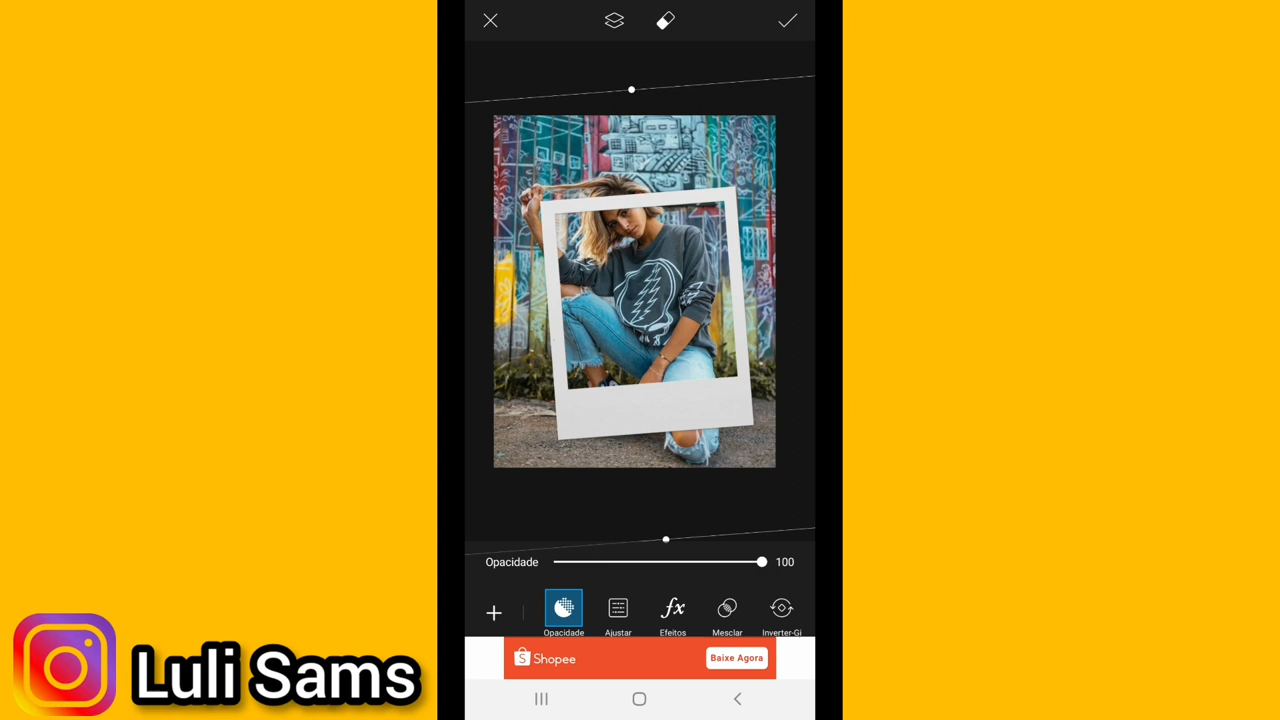 Opacidade 100
Opacidade Ajustar Efeitos Mesclar Inverter-Gi
Shopee Baixe Agora
Luli Sams